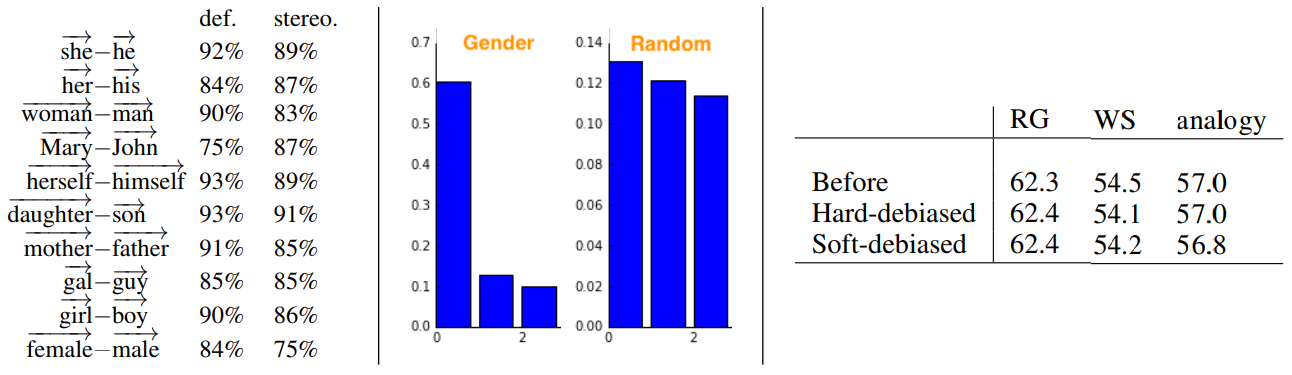 def. stereo.
she−he 92% 89%
her−his 84% 87%
woman−man 90% 83%
Mary−John 75% 87%
herself−himself 93% 89%
daughter−son 93% 91%
mother−father 91% 85%
gal−guy 85% 85%
girl−boy 90% 86%
female−male 84% 75%
Gender
0.7
0.6
0.5
0.4
0.3
0.2
0.1
0.0
0 2
Random
0.14
0.12
0.10
0.08
0.06
0.04
0.02
0.00
0 2
RG WS analogy
Before 62.3 54.5 57.0
Hard-debiased 62.4 54.1 57.0
Soft-debiased 62.4 54.2 56.8